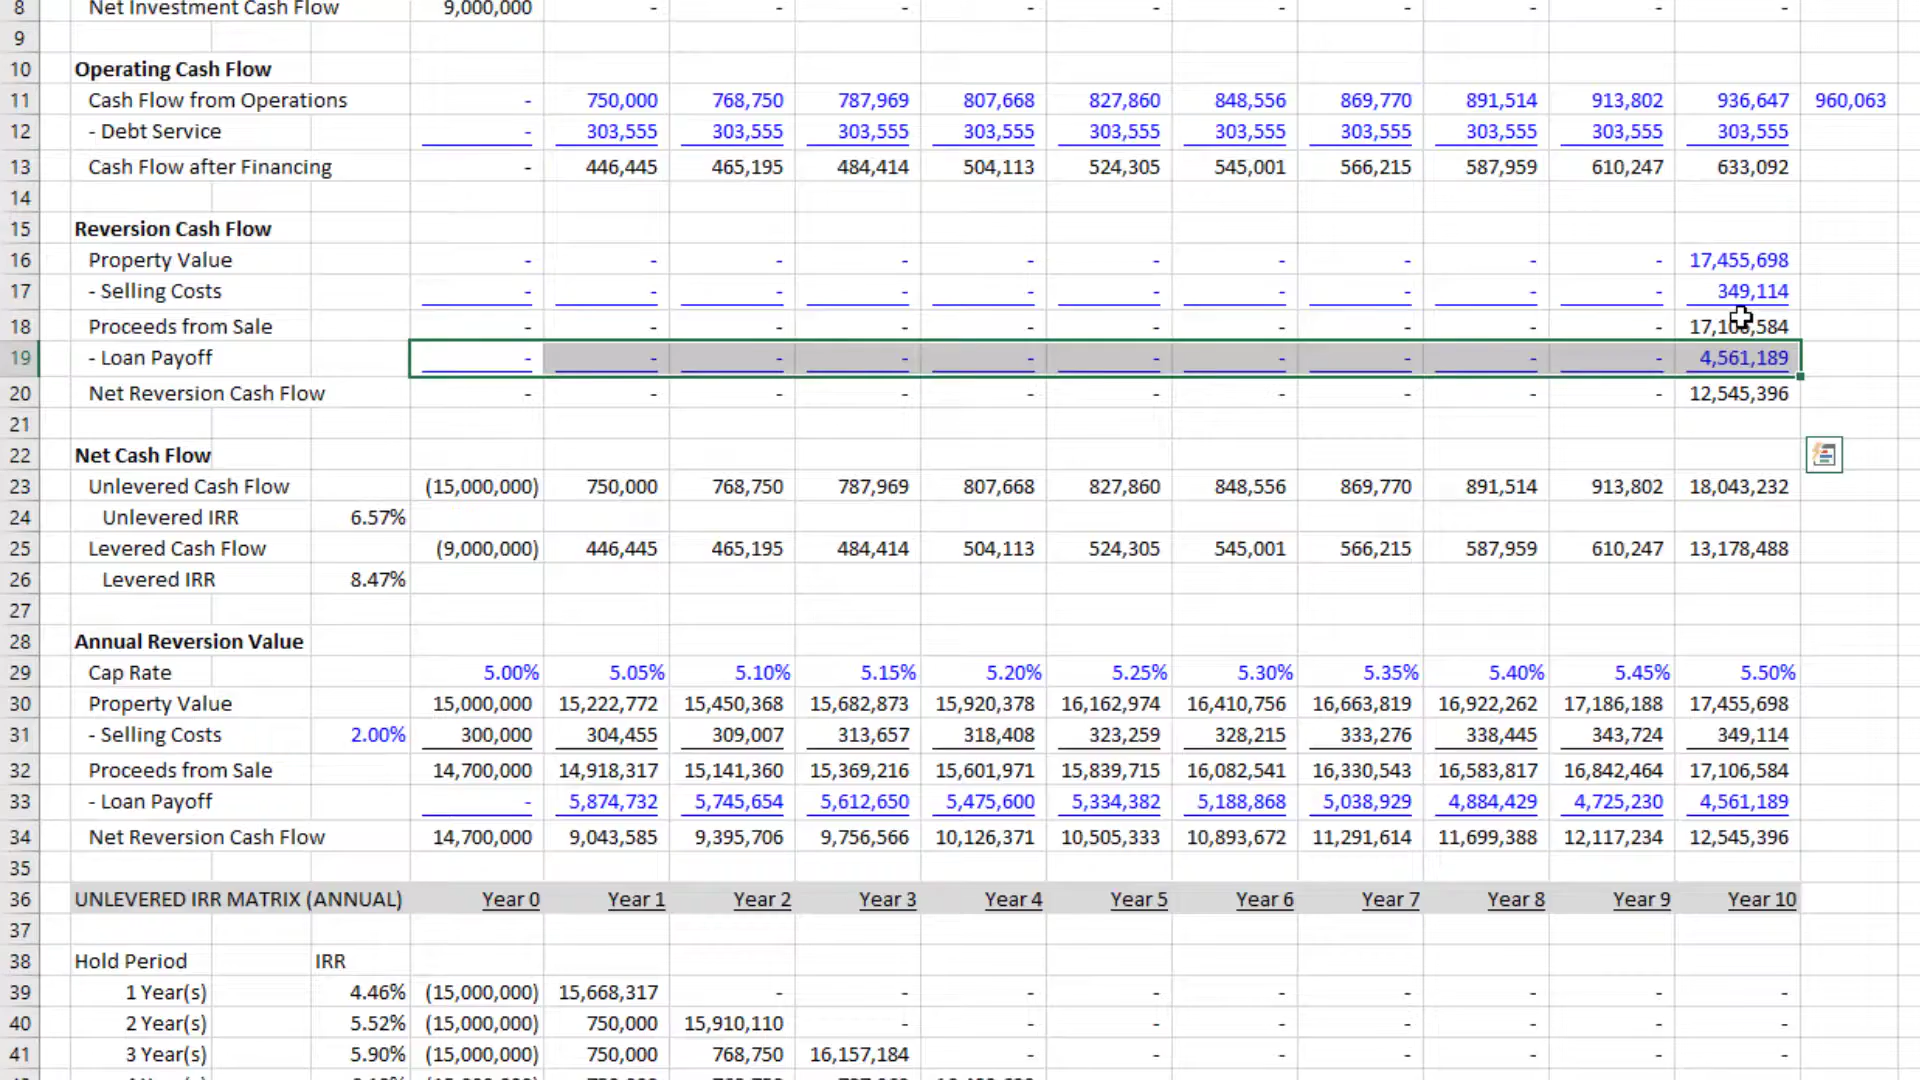 8 Net Investment Cash Flow 9,000,000 - - - - - - - - - -
9
10 Operating Cash Flow
11 Cash Flow from Operations - 750,000 768,750 787,969 807,668 827,860 848,556 869,770 891,514 913,802 936,647 960,063
12 - Debt Service - 303,555 303,555 303,555 303,555 303,555 303,555 303,555 303,555 303,555 303,555
13 Cash Flow after Financing - 446,445 465,195 484,414 504,113 524,305 545,001 566,215 587,959 610,247 633,092
14
15 Reversion Cash Flow
16 Property Value - - - - - - - - - - 17,455,698
17 - Selling Costs - - - - - - - - - - 349,114
18 Proceeds from Sale - - - - - - - - - - 17,106,584
19 - Loan Payoff - - - - - - - - - - 4,561,189
20 Net Reversion Cash Flow - - - - - - - - - - 12,545,396
21
22 Net Cash Flow
23 Unlevered Cash Flow (15,000,000) 750,000 768,750 787,969 807,668 827,860 848,556 869,770 891,514 913,802 18,043,232
24 Unlevered IRR 6.57%
25 Levered Cash Flow (9,000,000) 446,445 465,195 484,414 504,113 524,305 545,001 566,215 587,959 610,247 13,178,488
26 Levered IRR 8.47%
27
28 Annual Reversion Value
29 Cap Rate 5.00% 5.05% 5.10% 5.15% 5.20% 5.25% 5.30% 5.35% 5.40% 5.45% 5.50%
30 Property Value 15,000,000 15,222,772 15,450,368 15,682,873 15,920,378 16,162,974 16,410,756 16,663,819 16,922,262 17,186,188 17,455,698
31 - Selling Costs 2.00% 300,000 304,455 309,007 313,657 318,408 323,259 328,215 333,276 338,445 343,724 349,114
32 Proceeds from Sale 14,700,000 14,918,317 15,141,360 15,369,216 15,601,971 15,839,715 16,082,541 16,330,543 16,583,817 16,842,464 17,106,584
33 - Loan Payoff - 5,874,732 5,745,654 5,612,650 5,475,600 5,334,382 5,188,868 5,038,929 4,884,429 4,725,230 4,561,189
34 Net Reversion Cash Flow 14,700,000 9,043,585 9,395,706 9,756,566 10,126,371 10,505,333 10,893,672 11,291,614 11,699,388 12,117,234 12,545,396
35
36 UNLEVERED IRR MATRIX (ANNUAL) Year 0 Year 1 Year 2 Year 3 Year 4 Year 5 Year 6 Year 7 Year 8 Year 9 Year 10
37
38 Hold Period IRR
39 1 Year(s) 4.46% (15,000,000) 15,668,317 - - - - - - - - -
40 2 Year(s) 5.52% (15,000,000) 750,000 15,910,110 - - - - - - - -
41 3 Year(s) 5.90% (15,000,000) 750,000 768,750 16,157,184 - - - - - - -